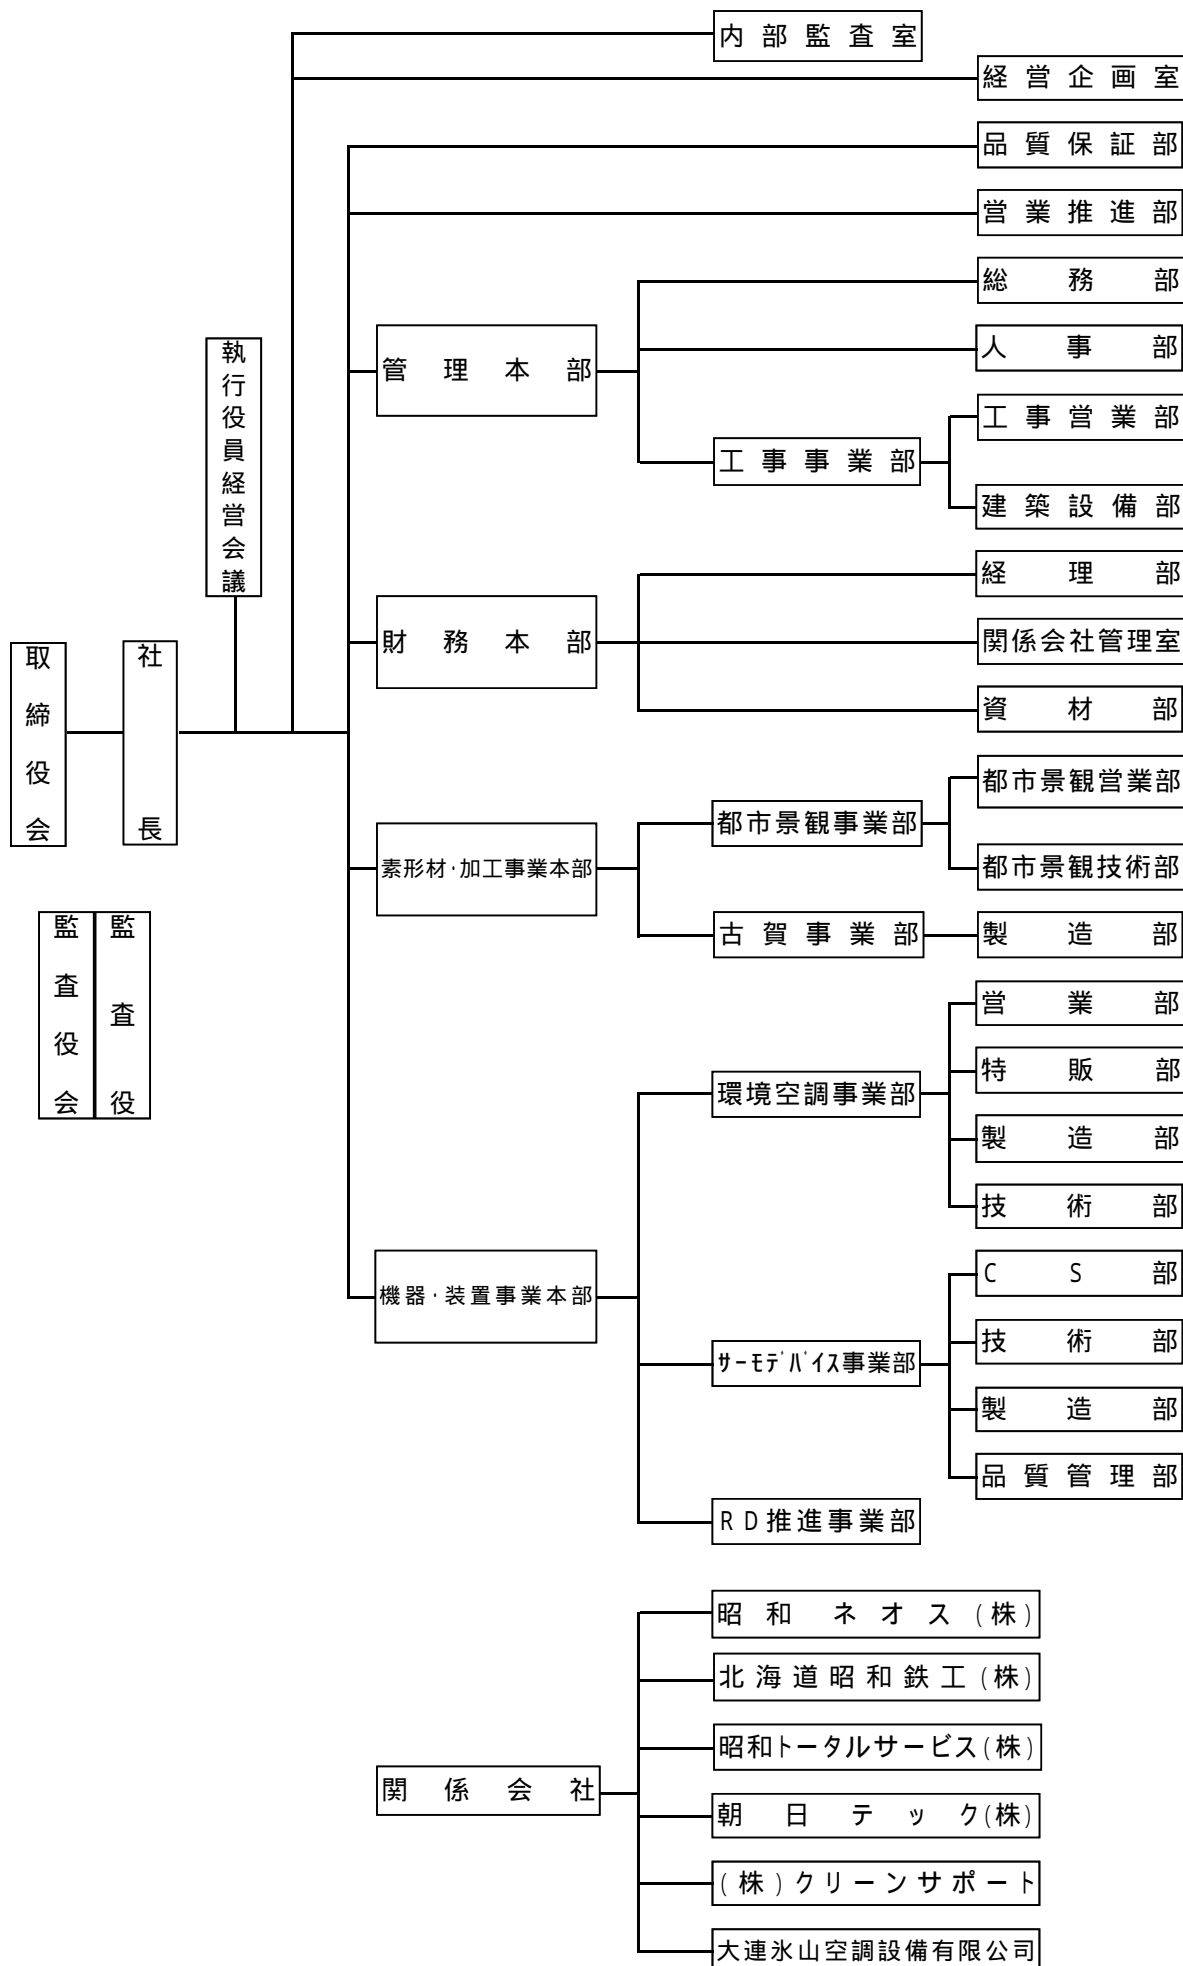 内部監査室
経営企画室
品質保証部
営業推進部
総務部
執行役員経営会議
管理本部
人事部
工事事業部
工事営業部
建築設備部
取締役会
社長
財務本部
経理部
関係会社管理室
資材部
素形材·加工事業本部
都市景観事業部
都市景観営業部
都市景観技術部
古賀事業部
製造部
監査役会
監査役
機器·装置事業本部
環境空調事業部
営業部
特販部
製造部
技術部
ｻｰﾓﾃﾞﾊﾞｲｽ事業部
CS部
技術部
製造部
品質管理部
RD推進事業部
関係会社
昭和ネオス(株)
北海道昭和鉄工(株)
昭和トータルサービス(株)
朝日テック(株)
(株)クリーンサポート
大連氷山空調設備有限公司